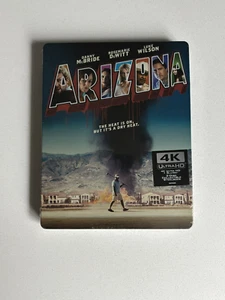 DANNY McBRIDE ROSEMARIE DeWITT LUKE WILSON
ARIZONA
THE HEAT IS ON.
BUT IT'S A DRY HEAT.
4K
ULTRA HD